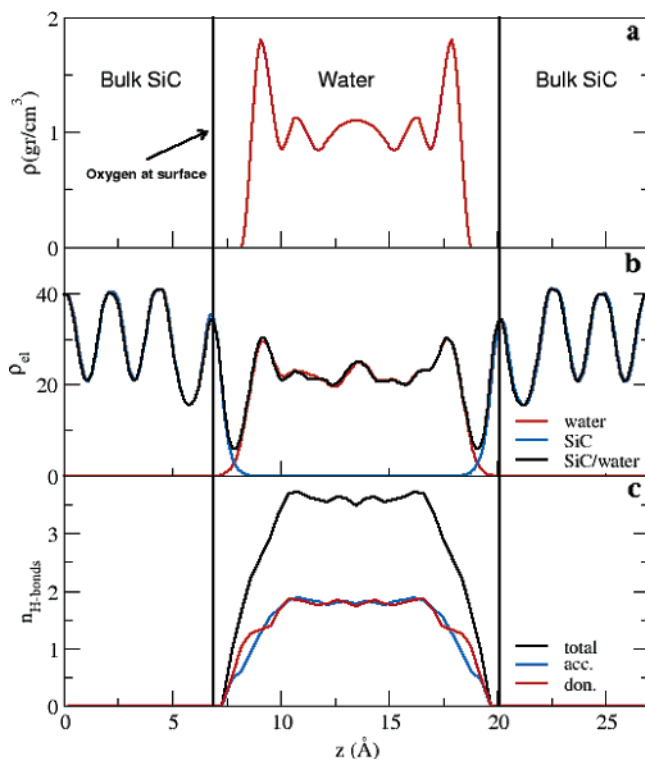 2
a
Bulk SiC
Water
Bulk SiC
ρ(gr/cm³)
1
Oxygen at surface
0
b
40
ρel
20
water
SiC
SiC/water
0
c
3
nH-bonds
2
1
total
acc.
don.
0
0
5
10
15
20
25
z (Å)